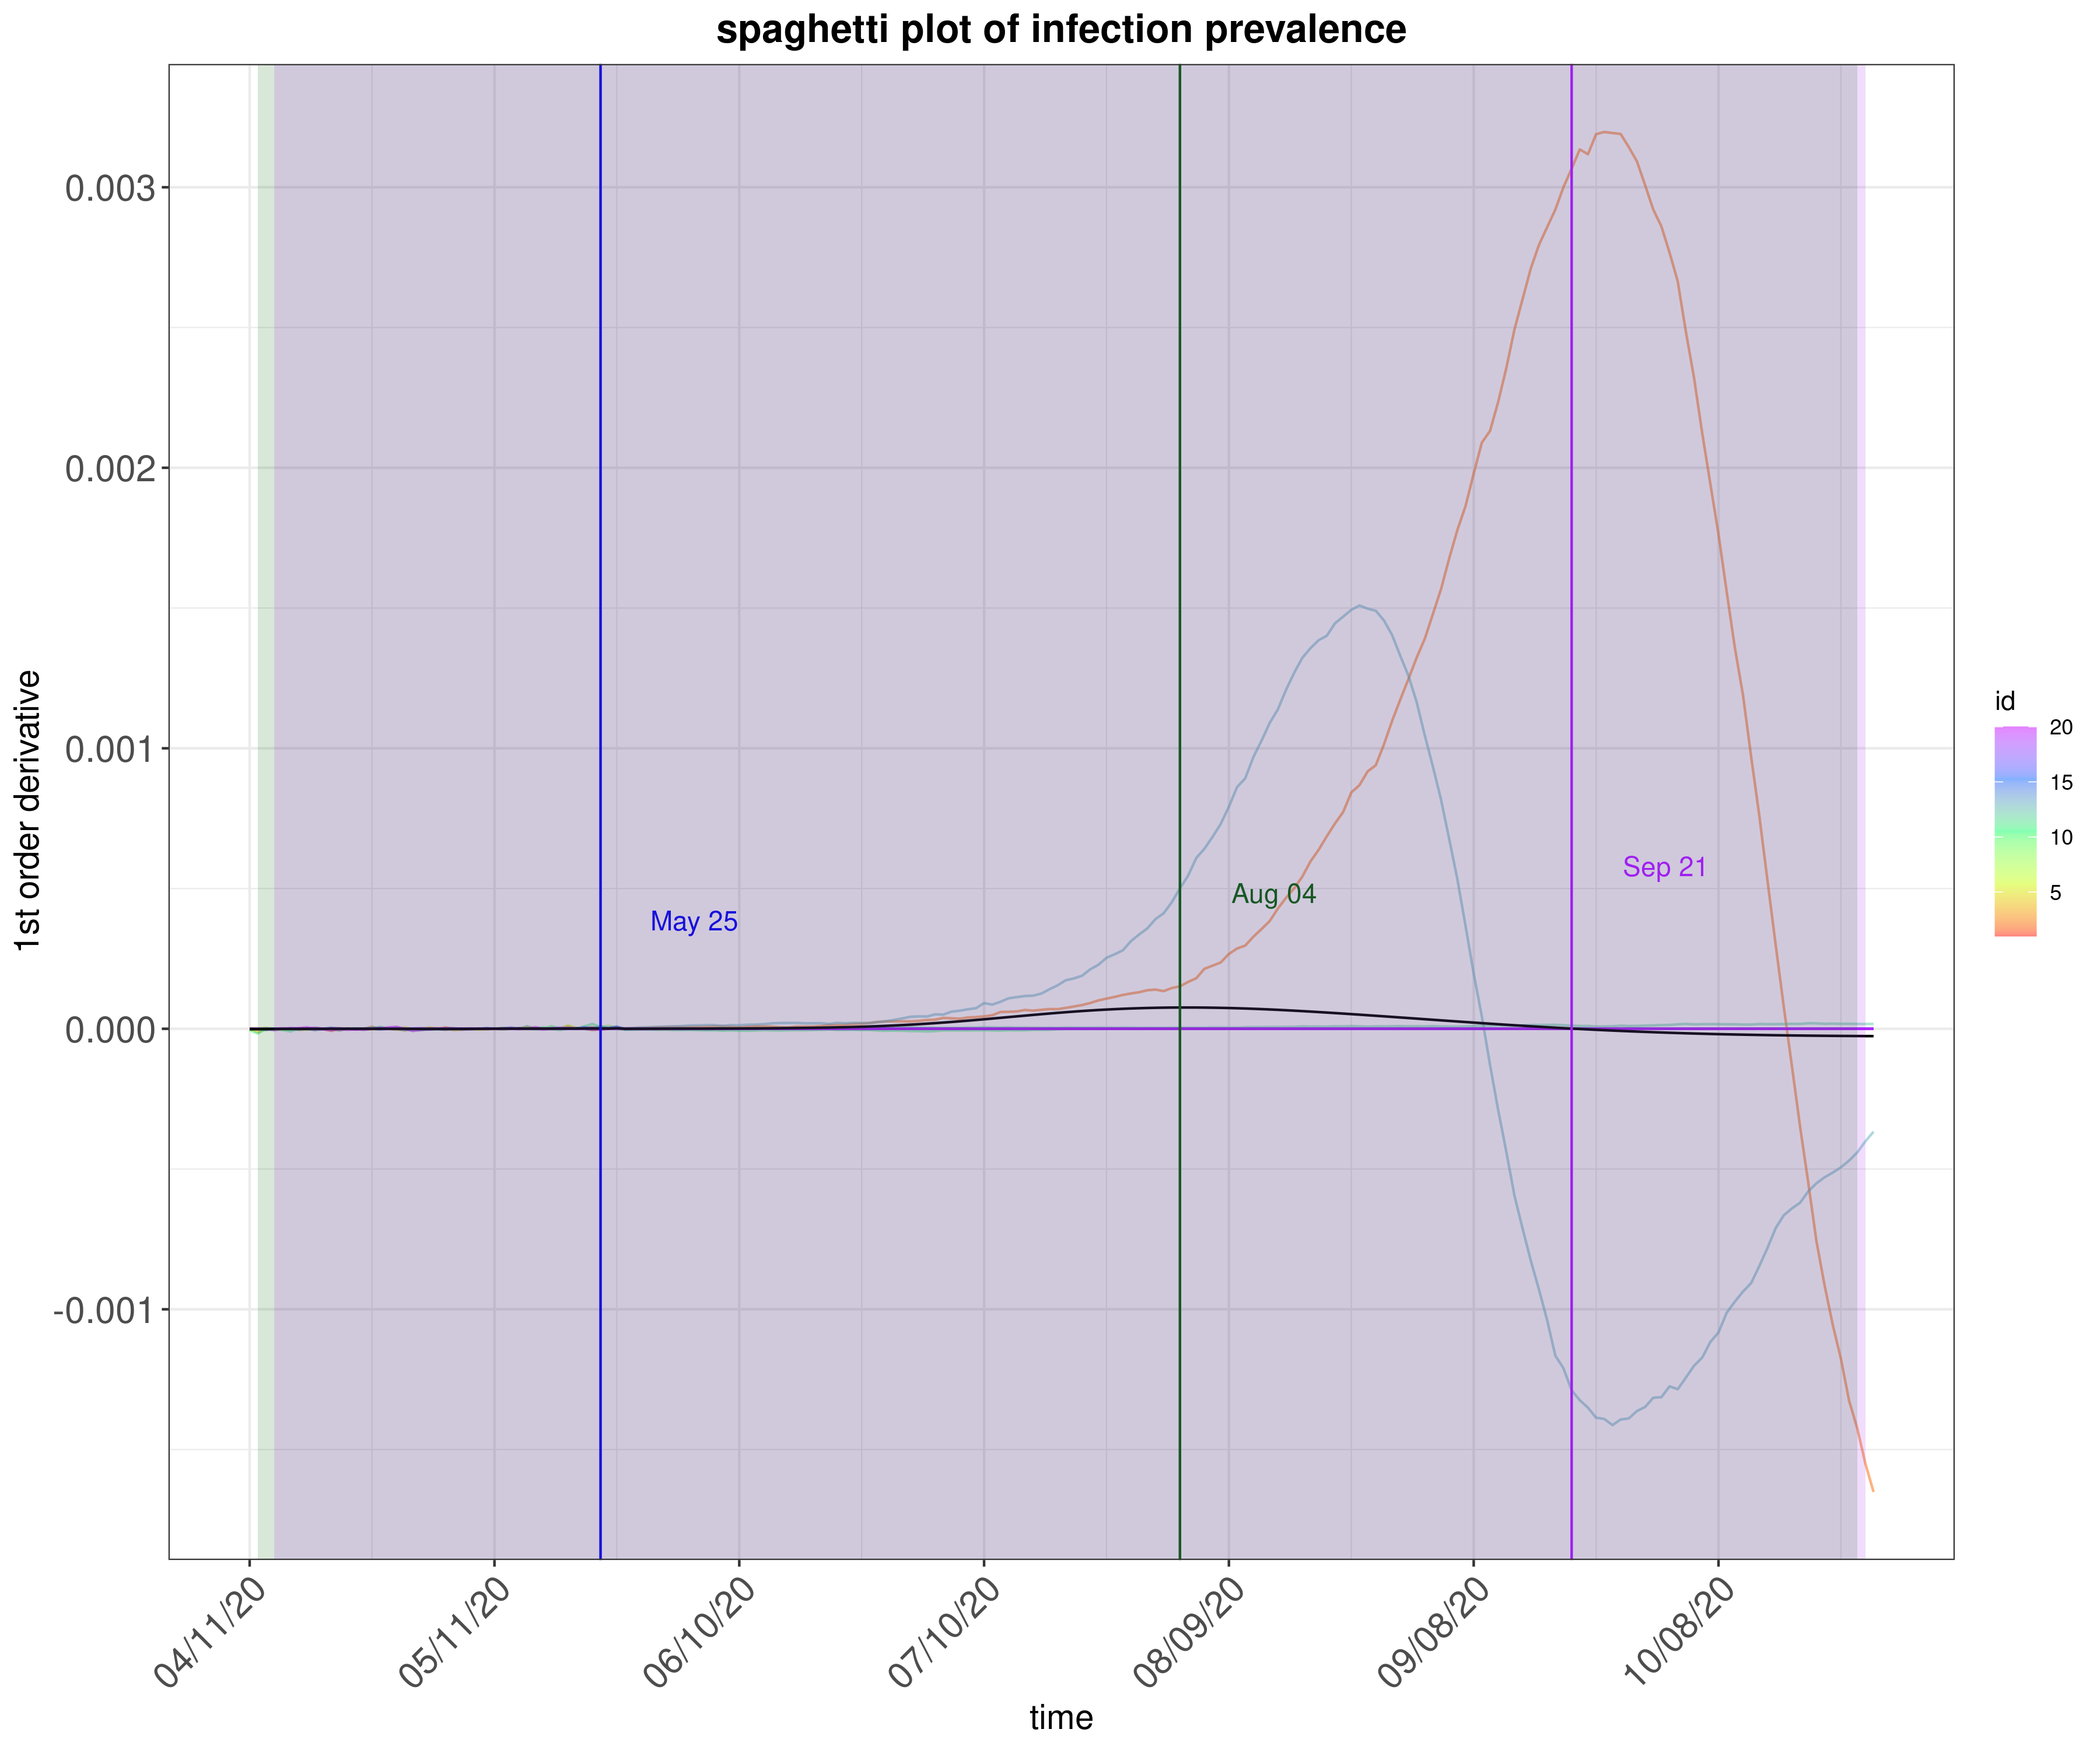 spaghetti plot of infection prevalence
1st order derivative
0.003
0.002
0.001
0.000
-0.001
May 25
Aug 04
Sep 21
04/11/20
05/11/20
06/10/20
07/10/20
08/09/20
09/08/20
10/08/20
time
id
20
15
10
5